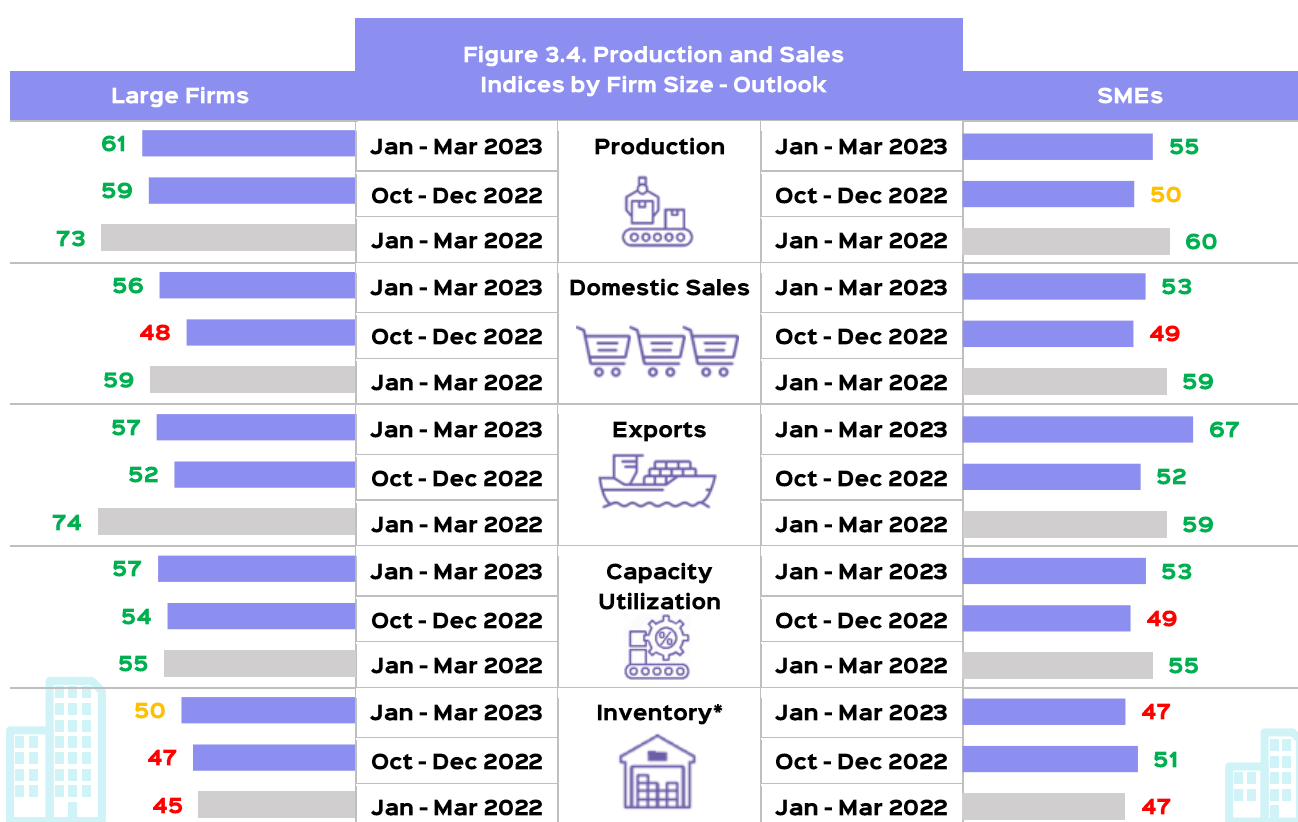 Figure 3.4. Production and Sales
Indices by Firm Size - Outlook
Large Firms
SMEs
61 Jan - Mar 2023 Production Jan - Mar 2023 55
59 Oct - Dec 2022 Oct - Dec 2022 50
73 Jan - Mar 2022 Jan - Mar 2022 60
56 Jan - Mar 2023 Domestic Sales Jan - Mar 2023 53
48 Oct - Dec 2022 Oct - Dec 2022 49
59 Jan - Mar 2022 Jan - Mar 2022 59
57 Jan - Mar 2023 Exports Jan - Mar 2023 67
52 Oct - Dec 2022 Oct - Dec 2022 52
74 Jan - Mar 2022 Jan - Mar 2022 59
57 Jan - Mar 2023 Capacity Jan - Mar 2023 53
Utilization
54 Oct - Dec 2022 Oct - Dec 2022 49
%
55 Jan - Mar 2022 Jan - Mar 2022 55
50 Jan - Mar 2023 Inventory* Jan - Mar 2023 47
47 Oct - Dec 2022 Oct - Dec 2022 51
45 Jan - Mar 2022 Jan - Mar 2022 47